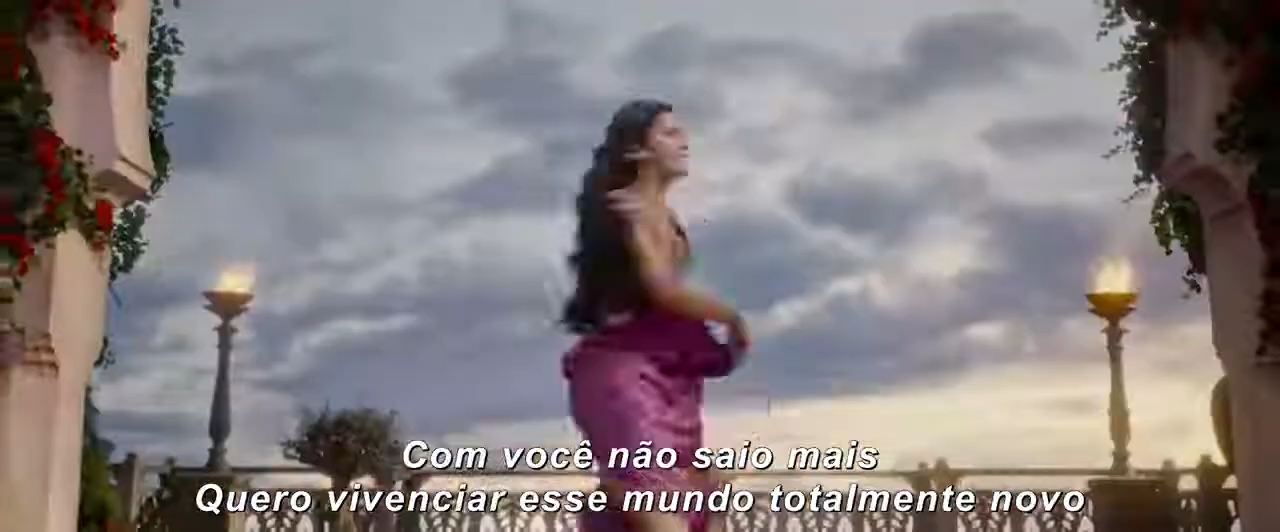 Com você não saio mais
Quero vivenciar esse mundo totalmente novo